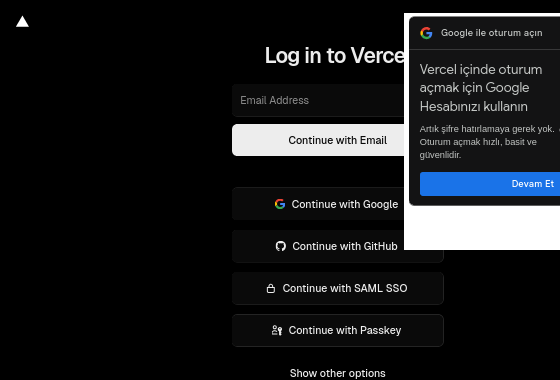 Log in to Verce
Email Address
Continue with Email
Continue with Google
Continue with GitHub
Continue with SAML SSO
Continue with Passkey
Show other options
Google ile oturum açın
Vercel içinde oturum
açmak için Google
Hesabınızı kullanın
Artık şifre hatırlamaya gerek yok.
Oturum açmak hızlı, basit ve
güvenlidir.
Devam Et